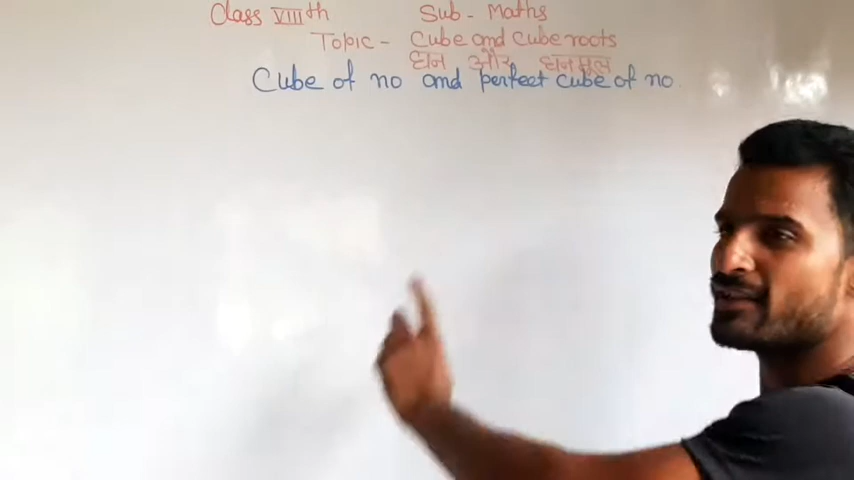 Class VIIIth Sub- Maths
Topic - Cube and Cube roots
घन और घनमूल
Cube of no and perfect cube of no